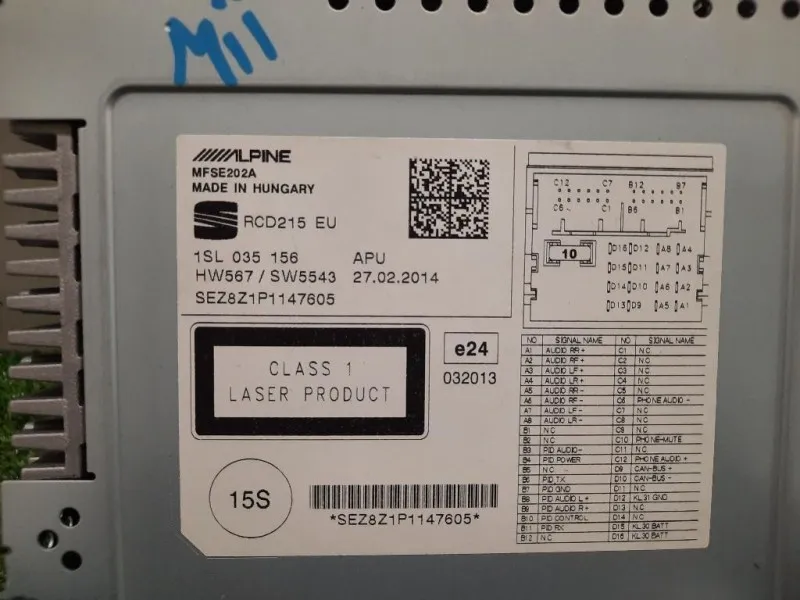 Mii
ALPINE
MFSE202A
MADE IN HUNGARY
RCD215 EU
1SL 035 156 APU
HW567 / SW5543 27.02.2014
SEZ8Z1P1147605
CLASS 1
LASER PRODUCT
e24
032013
15S
*SEZ8Z1P1147605*
C12 C7 B12 B7
C6 C1 B6 B1
10
D16 D12 A8 A4
D15 D11 A7 A3
D14 D10 A6 A2
D13 D9 A5 A1
NO SIGNAL NAME NO SIGNAL NAME
A1 AUDIO RR + C1 N.C
A2 AUDIO RF + C2 N.C
A3 AUDIO LF + C3 N.C
A4 AUDIO LR + C4 N.C
A5 AUDIO RR - C5 N.C
A6 AUDIO RF - C6 PHONE AUDIO -
A7 AUDIO LF - C7 N.C
A8 AUDIO LR - C8 N.C
B1 N.C C9 N.C
B2 N.C C10 PHONE-MUTE
B3 PID AUDIO- C11 N.C
B4 PID POWER C12 PHONE AUDIO +
B5 N.C D9 CAN-BUS +
B6 PID TX D10 CAN-BUS -
B7 PID GND D11 N.C
B8 PID AUDIO L+ D12 KL.31 GND
B9 PID AUDIO R+ D13 N.C
B10 PID CONTROL D14 N.C
B11 PID RX D15 KL.30 BATT
B12 N.C D16 KL.30 BATT